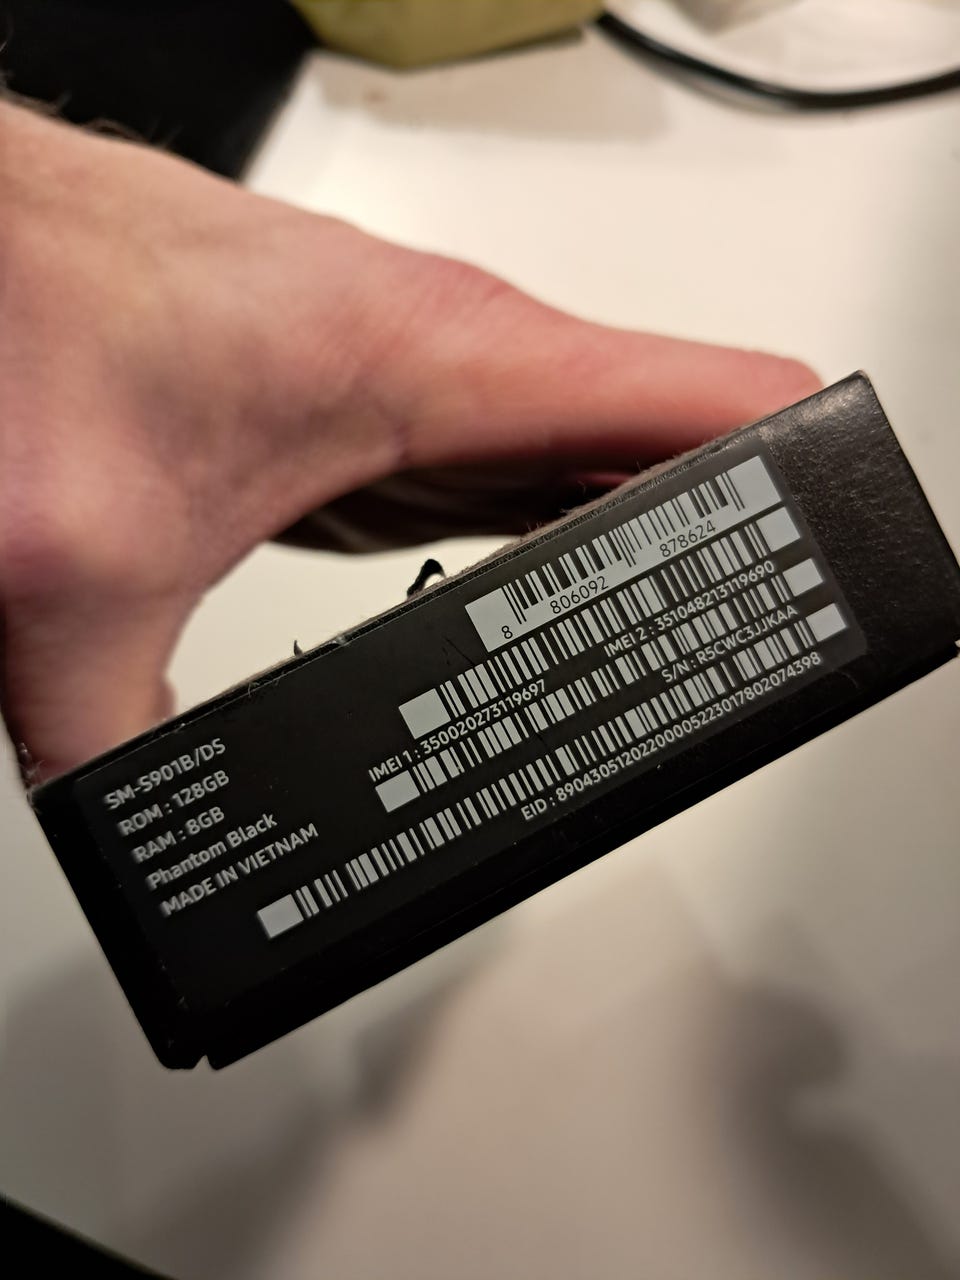 SM-S901B/DS
ROM : 128GB
RAM : 8GB
Phantom Black
MADE IN VIETNAM
8 806092 878624
IMEI 1 : 350020273119697
IMEI 2 : 351048213119690
S/N : R5CWC3JJKAA
EID : 89043051202200005223017802074398